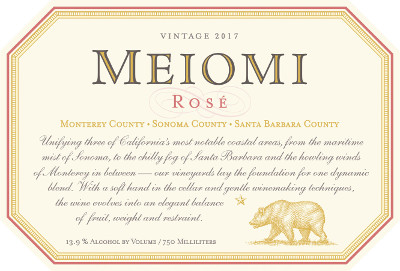 VINTAGE 2017
MEIOMI
ROSÉ
MONTEREY COUNTY • SONOMA COUNTY • SANTA BARBARA COUNTY
Unifying three of California's most notable coastal areas, from the maritime
mist of Sonoma, to the chilly fog of Santa Barbara and the howling winds
of Monterey in between — our vineyards lay the foundation for one dynamic
blend. With a soft hand in the cellar and gentle winemaking techniques,
the wine evolves into an elegant balance
of fruit, weight and restraint.
13.9 % ALCOHOL BY VOLUME / 750 MILLILITERS